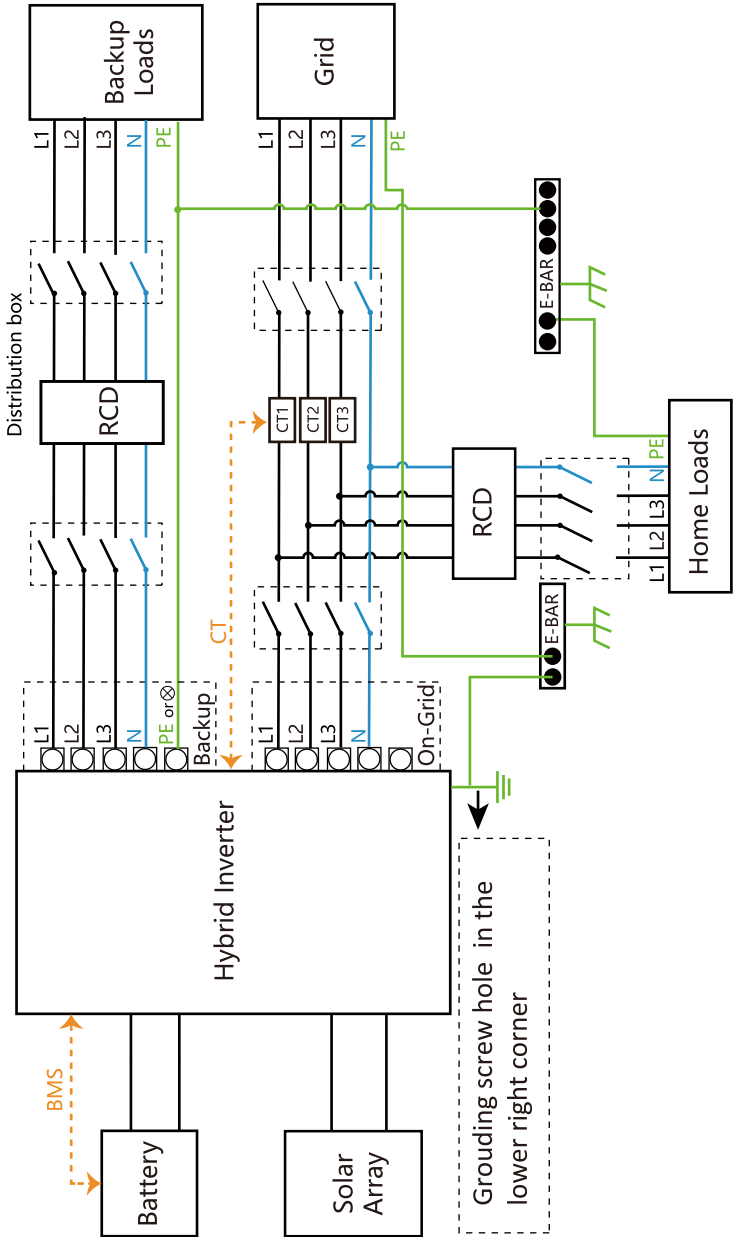 Backup
Loads
L1
L2
L3
N
PE
Grid
L1
L2
L3
N
PE
Distribution box
RCD
CT1
CT2
CT3
CT
RCD
E-BAR
E-BAR
L1
L2
L3
N
PE
Home Loads
L1
L2
L3
N
PE or
Backup
L1
L2
L3
N
On-Grid
Hybrid Inverter
BMS
Battery
Solar
Array
Grouding screw hole in the
lower right corner